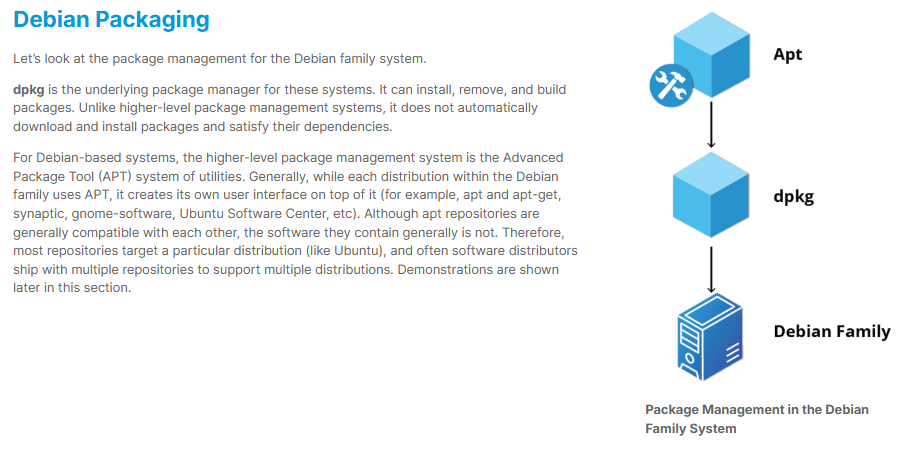 Debian Packaging
Let's look at the package management for the Debian family system.
dpkg is the underlying package manager for these systems. It can install, remove, and build
packages. Unlike higher-level package management systems, it does not automatically
download and install packages and satisfy their dependencies.
For Debian-based systems, the higher-level package management system is the Advanced
Package Tool (APT) system of utilities. Generally, while each distribution within the Debian
family uses APT, it creates its own user interface on top of it (for example, apt and apt-get,
synaptic, gnome-software, Ubuntu Software Center, etc). Although apt repositories are
generally compatible with each other, the software they contain generally is not. Therefore,
most repositories target a particular distribution (like Ubuntu), and often software distributors
ship with multiple repositories to support multiple distributions. Demonstrations are shown
later in this section.
Apt
dpkg
Debian Family
Package Management in the Debian
Family System